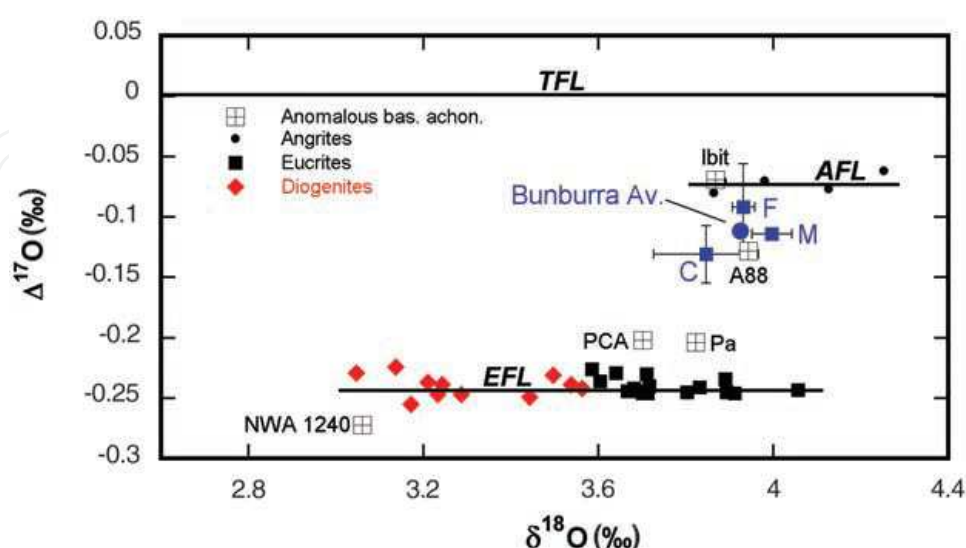 0.05
0
-0.05
-0.1
-0.15
-0.2
-0.25
-0.3
Δ¹⁷O (‰)
TFL
Anomalous bas. achon.
Angrites
Eucrites
Diogenites
Ibit
AFL
Bunburra Av.
F
M
C
A88
PCA
Pa
EFL
NWA 1240
2.8
3.2
3.6
4
4.4
δ¹⁸O (‰)